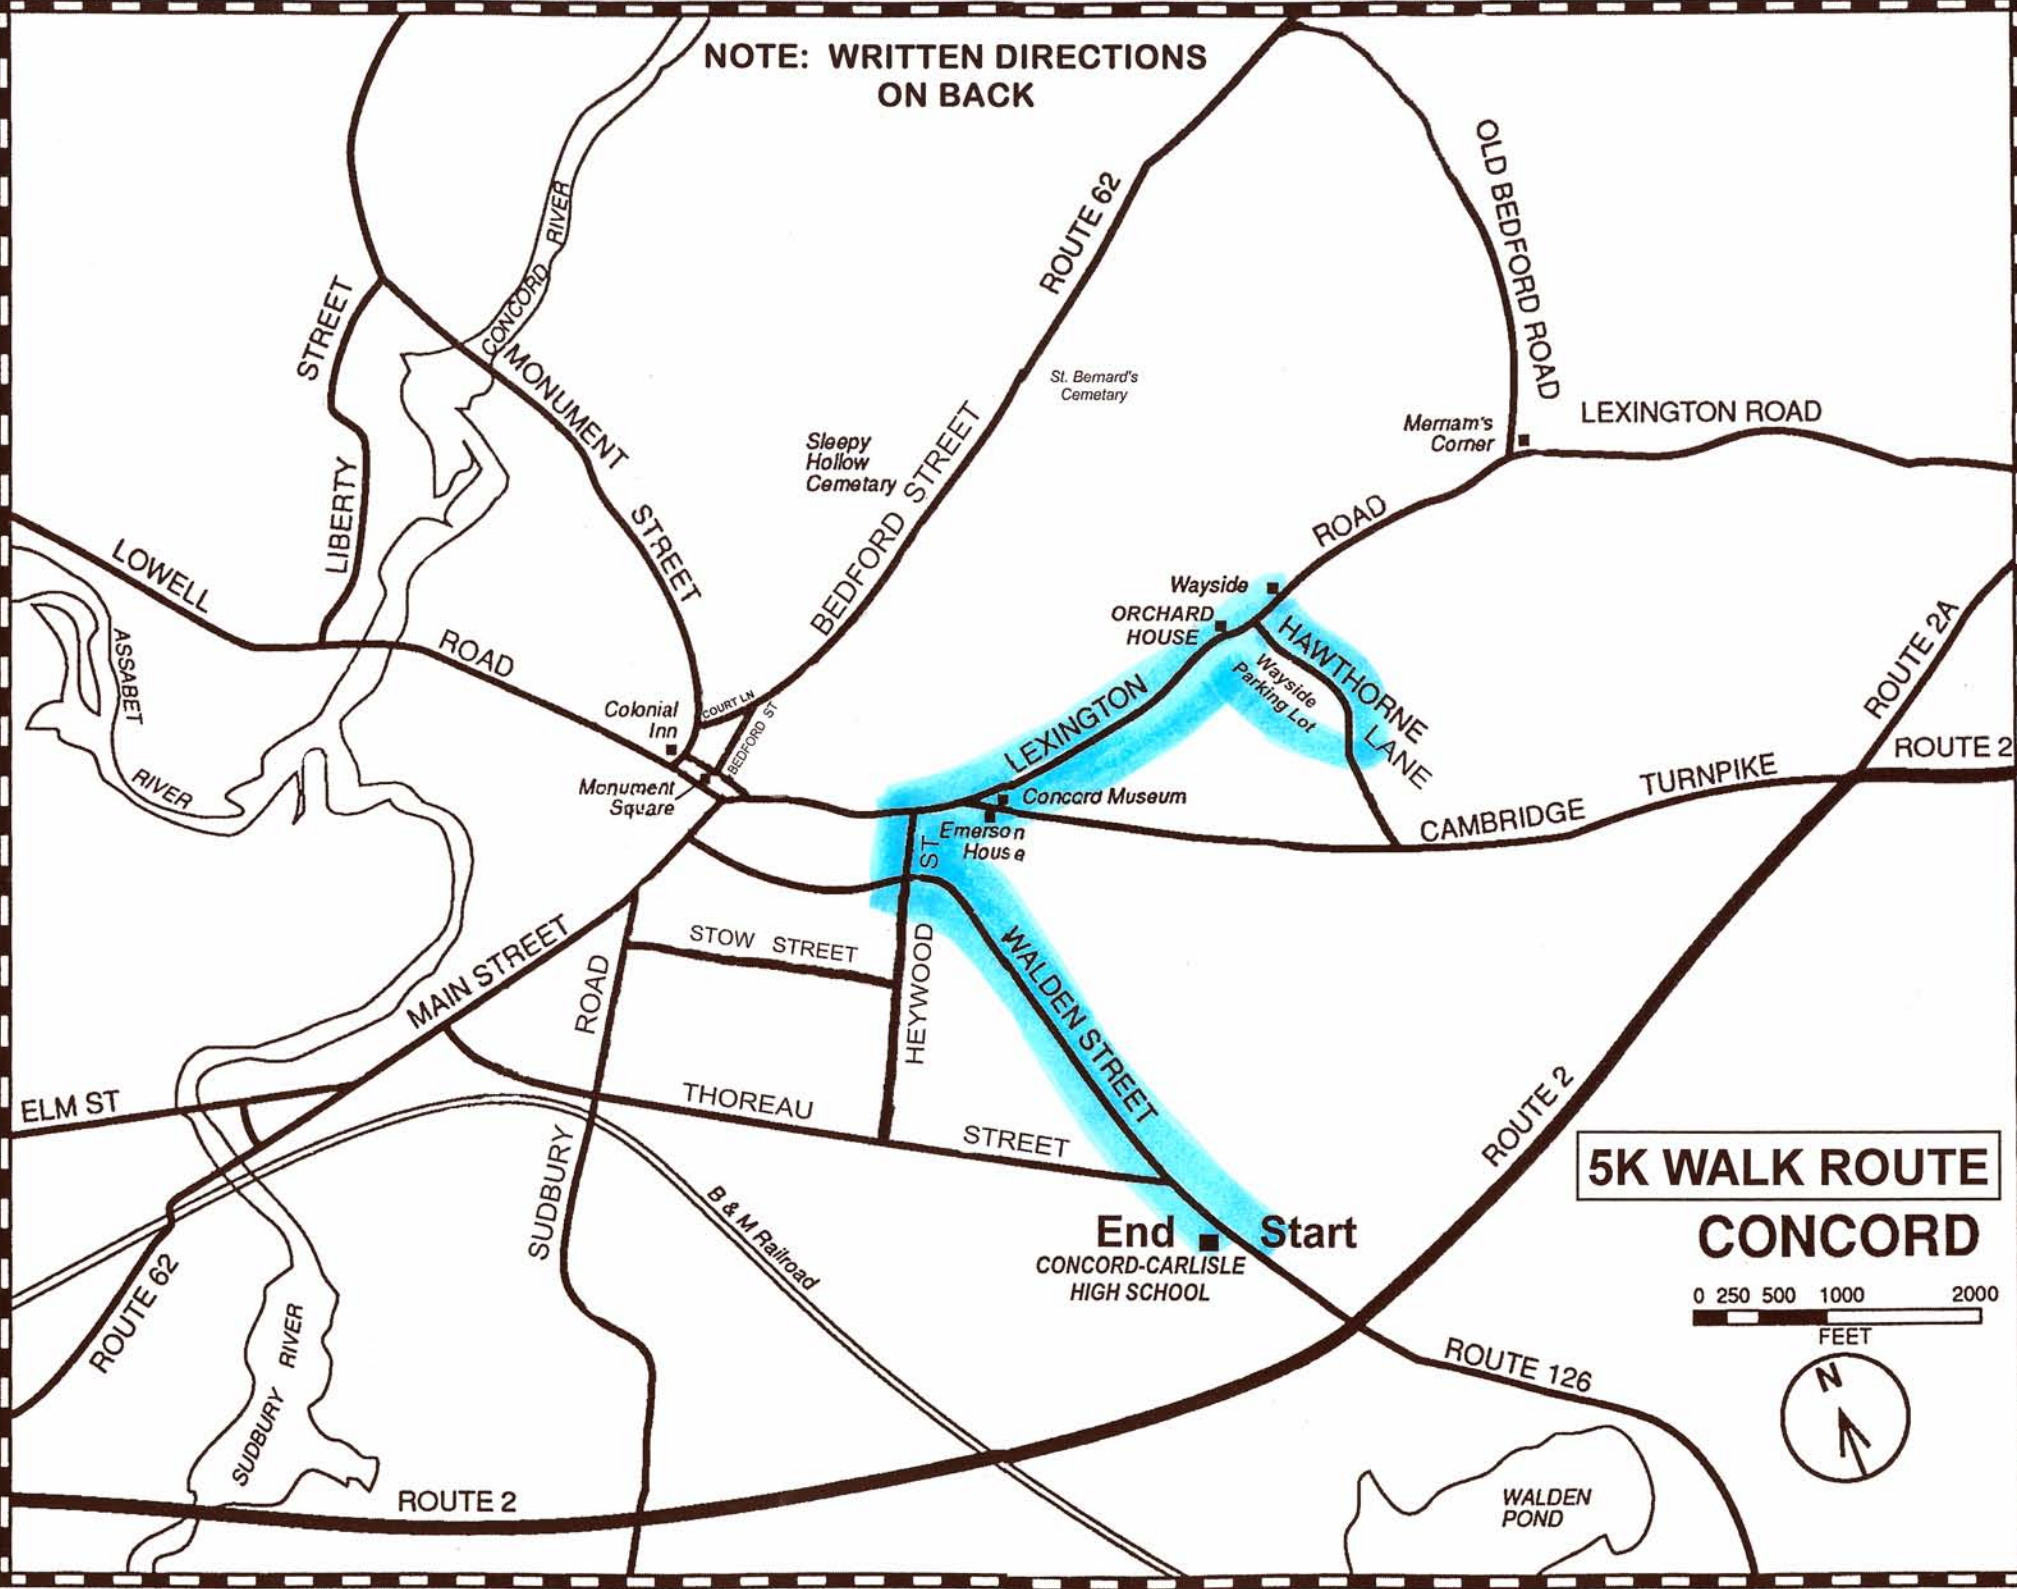 NOTE: WRITTEN DIRECTIONS
ON BACK
OLD BEDFORD ROAD
ROUTE 62
CONCORD RIVER
STREET
LIBERTY
MONUMENT
STREET
St. Bernard's
Cemetary
Sleepy
Hollow
Cemetary
BEDFORD STREET
Merriam's
Corner
LEXINGTON ROAD
ROAD
LOWELL
ROAD
ASSABET
RIVER
Wayside
ORCHARD
HOUSE
HAWTHORNE
LANE
Wayside
Parking Lot
LEXINGTON
Colonial
Inn
COURT LN
BEDFORD ST
Monument
Square
Concord Museum
Emerson
House
ST
HEYWOOD
ROUTE 2A
ROUTE 2
TURNPIKE
CAMBRIDGE
STOW STREET
MAIN STREET
ROAD
SUDBURY
WALDEN STREET
ELM ST
THOREAU
STREET
B & M Railroad
ROUTE 62
SUDBURY RIVER
ROUTE 2
ROUTE 2
End
Start
CONCORD-CARLISLE
HIGH SCHOOL
5K WALK ROUTE
CONCORD
0 250 500 1000 2000
FEET
N
ROUTE 126
WALDEN
POND